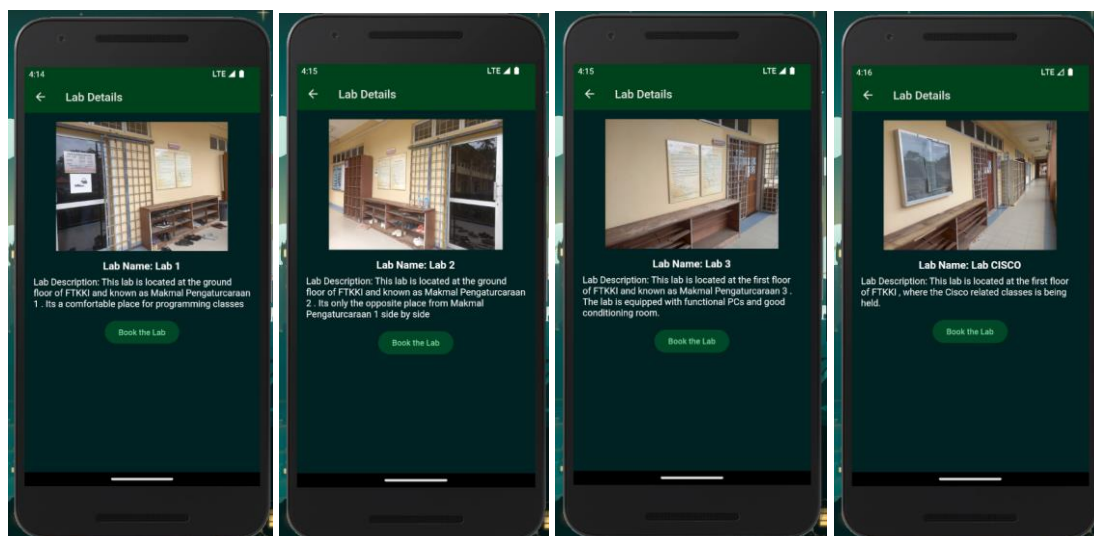 4:14 LTE
Lab Details
Lab Name: Lab 1
Lab Description: This lab is located at the ground
floor of FTKKI and known as Makmal Pengaturcaraan
1 . Its a comfortable place for programming classes
Book the Lab
4:15 LTE
Lab Details
Lab Name: Lab 2
Lab Description: This lab is located at the ground
floor of FTKKI and known as Makmal Pengaturcaraan
2 . Its only the opposite place from Makmal
Pengaturcaraan 1 side by side
Book the Lab
4:15 LTE
Lab Details
Lab Name: Lab 3
Lab Description: This lab is located at the first floor
of FTKKI and known as Makmal Pengaturcaraan 3 .
The lab is equipped with functional PCs and good
conditioning room.
Book the Lab
4:16 LTE
Lab Details
Lab Name: Lab CISCO
Lab Description: This lab is located at the first floor
of FTKKI , where the Cisco related classes is being
held.
Book the Lab